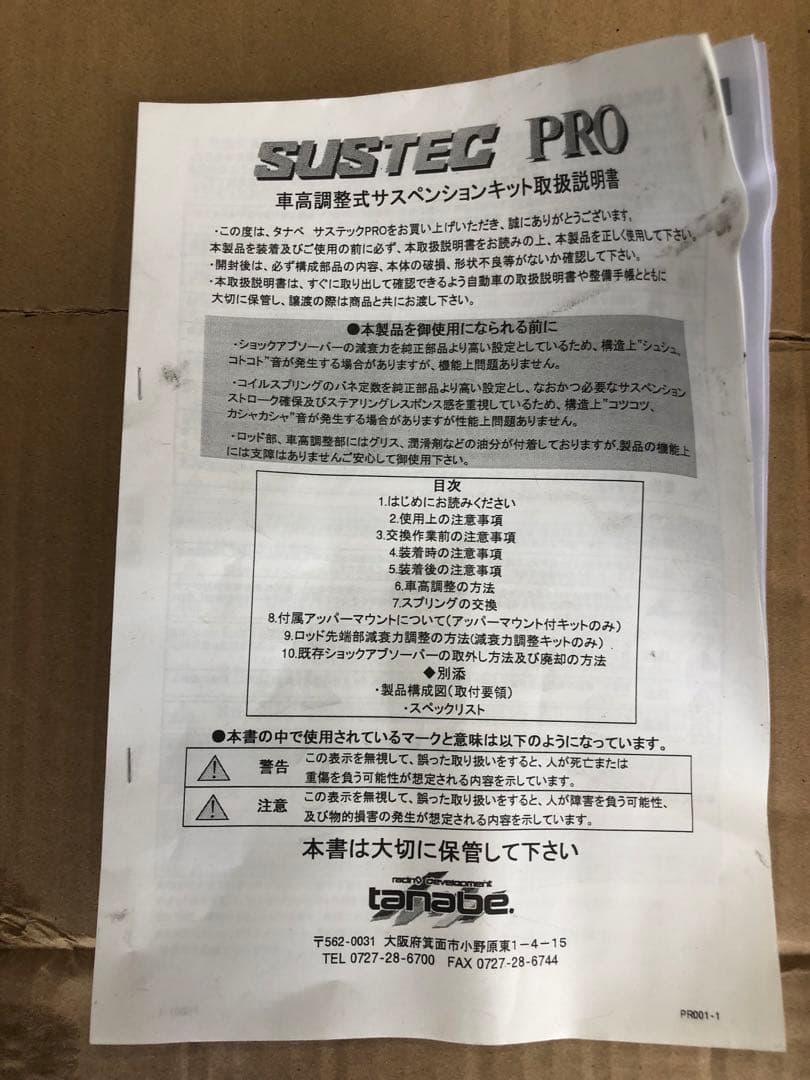 SUSTEC PRO
車高調整式サスペンションキット取扱説明書
・この度は、タナベ サステックPROをお買い上げいただき、誠にありがとうございます。
本製品を装着及びご使用の前に必ず、本取扱説明書をお読みの上、本製品を正しく使用して下さい。
・開封後は、必ず構成部品の内容、本体の破損、形状不良等がないか確認して下さい。
・本取扱説明書は、すぐに取り出して確認できるよう自動車の取扱説明書や整備手帳とともに
大切に保管し、譲渡の際は商品と共にお渡し下さい。
●本製品を御使用になられる前に
・ショックアブソーバーの減衰力を純正部品より高い設定としているため、構造上"シュシュ、
コトコト"音が発生する場合がありますが、機能上問題ありません。
・コイルスプリングのバネ定数を純正部品より高い設定とし、なおかつ必要なサスペンション
ストローク確保及びステアリングレスポンス感を重視しているため、構造上"コツコツ、
カシャカシャ"音が発生する場合がありますが性能上問題ありません。
・ロッド部、車高調整部にはグリス、潤滑剤などの油分が付着しておりますが、製品の機能上
には支障はありませんご安心して御使用下さい。
目次
1.はじめにお読みください
2.使用上の注意事項
3.交換作業前の注意事項
4.装着時の注意事項
5.装着後の注意事項
6.車高調整の方法
7.スプリングの交換
8.付属アッパーマウントについて(アッパーマウント付キットのみ)
9.ロッド先端部減衰力調整の方法(減衰力調整キットのみ)
10.既存ショックアブソーバーの取外し方法及び廃却の方法
◆別添
・製品構成図(取付要領)
・スペックリスト
●本書の中で使用されているマークと意味は以下のようになっています。
警告 この表示を無視して、誤った取り扱いをすると、人が死亡または
重傷を負う可能性が想定される内容を示しています。
注意 この表示を無視して、誤った取り扱いをすると、人が障害を負う可能性、
及び物的損害の発生が想定される内容を示しています。
本書は大切に保管して下さい
racing development
tanabe.
〒562-0031 大阪府箕面市小野原東1-4-15
TEL 0727-28-6700 FAX 0727-28-6744
PR001-1